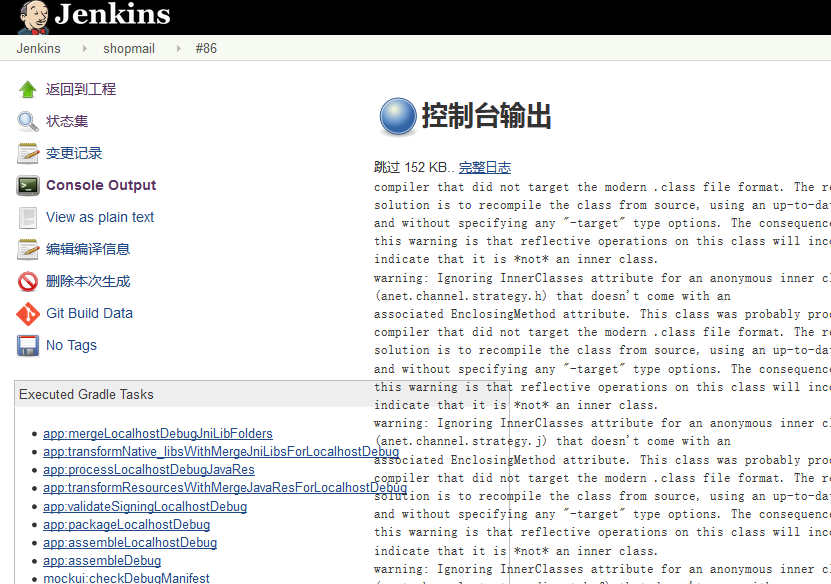 Jenkins
Jenkins shopmail #86
返回到工程
状态集
变更记录
Console Output
View as plain text
编辑编译信息
删除本次生成
Git Build Data
No Tags
Executed Gradle Tasks
app:mergeLocalhostDebugJniLibFolders
app:transformNative_libsWithMergeJniLibsForLocalhostDebug
app:processLocalhostDebugJavaRes
app:transformResourcesWithMergeJavaResForLocalhostDebug
app:validateSigningLocalhostDebug
app:packageLocalhostDebug
app:assembleLocalhostDebug
app:assembleDebug
mockui:checkDebugManifest
控制台输出
跳过 152 KB.. 完整日志
compiler that did not target the modern .class file format. The re
solution is to recompile the class from source, using an up-to-da
and without specifying any "-target" type options. The consequence
this warning is that reflective operations on this class will inco
indicate that it is *not* an inner class.
warning: Ignoring InnerClasses attribute for an anonymous inner cl
(anet.channel.strategy.h) that doesn't come with an
associated EnclosingMethod attribute. This class was probably prod
compiler that did not target the modern .class file format. The re
solution is to recompile the class from source, using an up-to-da
and without specifying any "-target" type options. The consequence
this warning is that reflective operations on this class will inco
indicate that it is *not* an inner class.
warning: Ignoring InnerClasses attribute for an anonymous inner cl
(anet.channel.strategy.j) that doesn't come with an
associated EnclosingMethod attribute. This class was probably prod
compiler that did not target the modern .class file format. The re
solution is to recompile the class from source, using an up-to-da
and without specifying any "-target" type options. The consequence
this warning is that reflective operations on this class will inco
indicate that it is *not* an inner class.
warning: Ignoring InnerClasses attribute for an anonymous inner cl